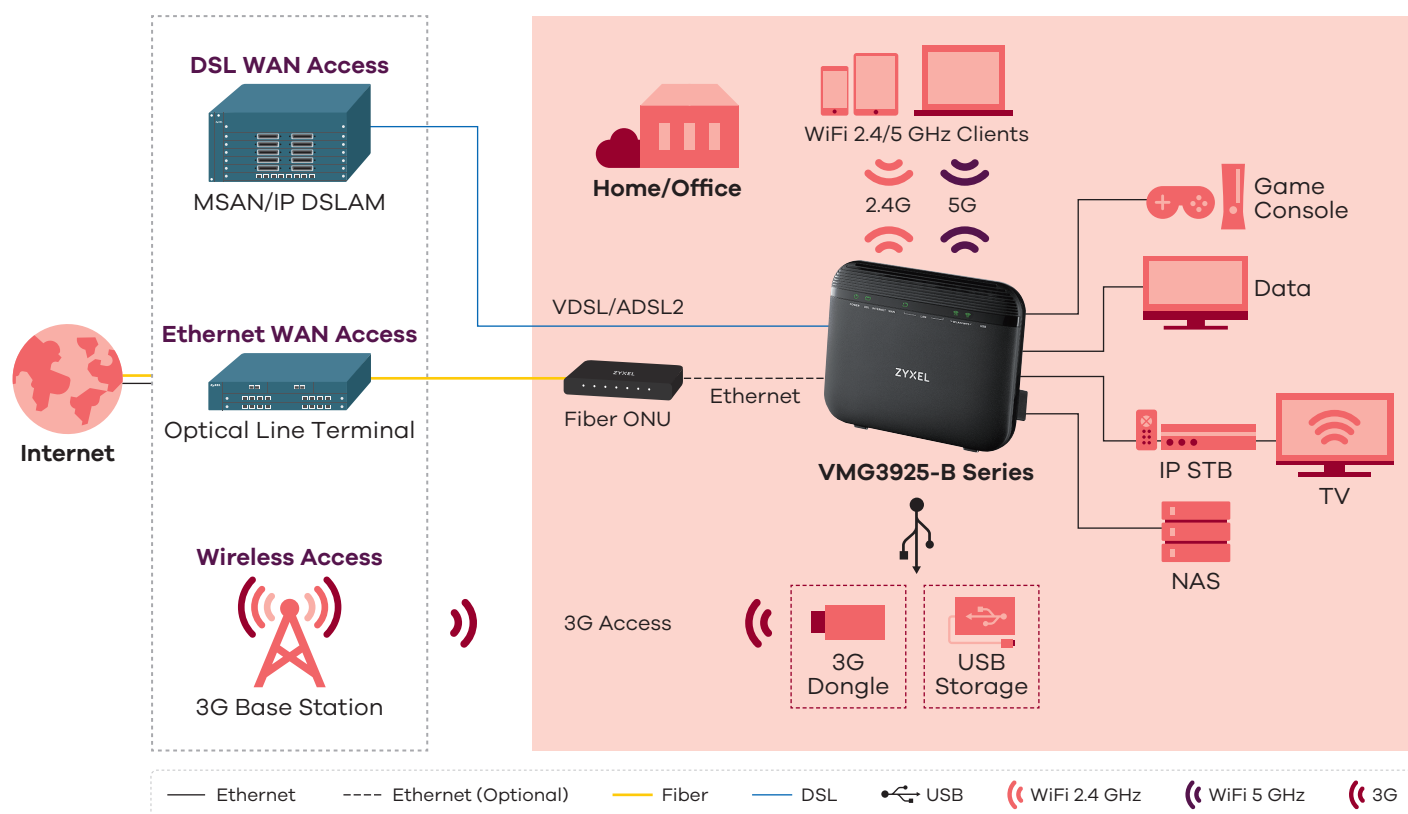 DSL WAN Access
MSAN/IP DSLAM
Ethernet WAN Access
Optical Line Terminal
Internet
Wireless Access
3G Base Station
Home/Office
WiFi 2.4/5 GHz Clients
2.4G
5G
Game
Console
Data
VDSL/ADSL2
ZYXEL
Fiber ONU
Ethernet
ZYXEL
VMG3925-B Series
IP STB
TV
NAS
3G Access
3G
Dongle
USB
Storage
Ethernet
Ethernet (Optional)
Fiber
DSL
USB
WiFi 2.4 GHz
WiFi 5 GHz
3G